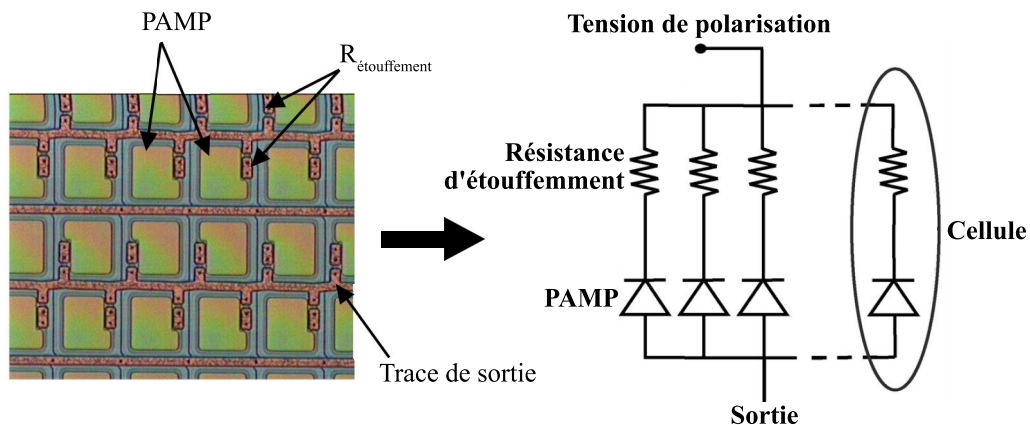 PAMP
Rétouffement
Trace de sortie
Tension de polarisation
Résistance
d'étouffemment
PAMP
Cellule
Sortie